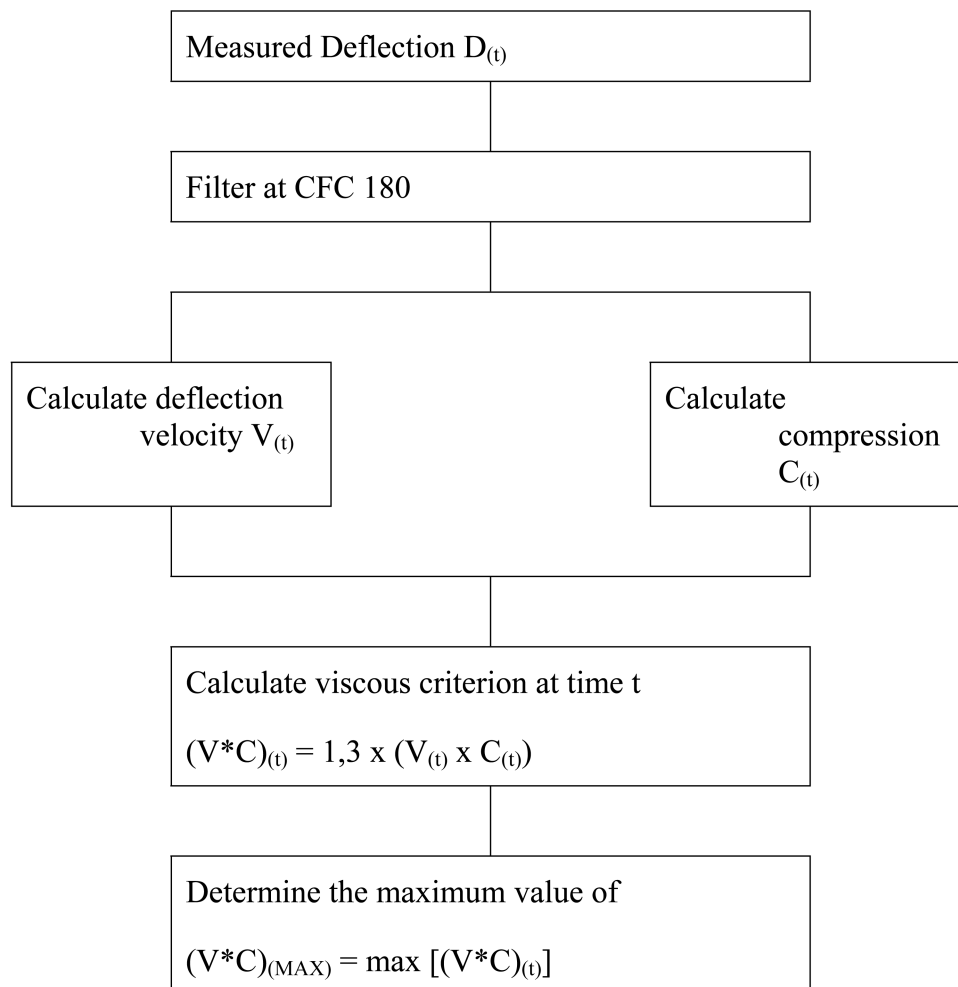 Measured Deflection D(t)
Filter at CFC 180
Calculate deflection
velocity V(t)
Calculate
compression
C(t)
Calculate viscous criterion at time t
(V*C)(t) = 1,3 x (V(t) x C(t))
Determine the maximum value of
(V*C)(MAX) = max [(V*C)(t)]